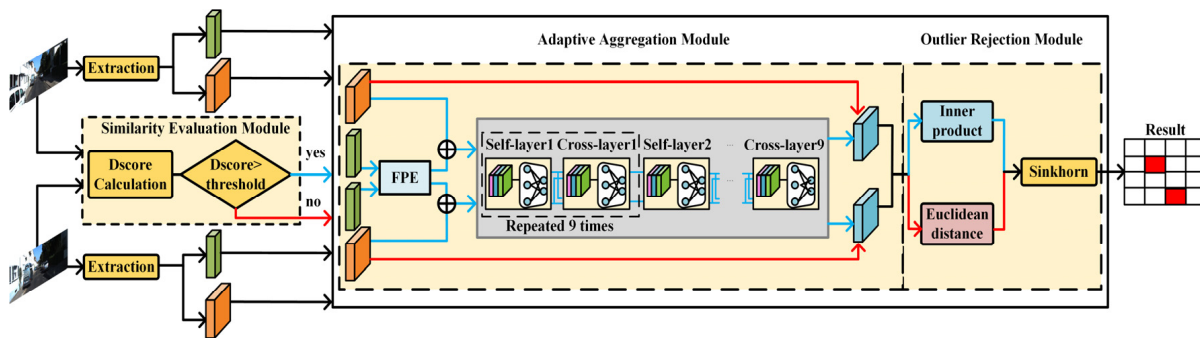 Adaptive Aggregation Module
Outlier Rejection Module
Extraction
Similarity Evaluation Module
Dscore
Calculation
Dscore>
threshold
yes
no
FPE
Self-layer1
Cross-layer1
Self-layer2
...
Cross-layer9
Repeated 9 times
Inner
product
Euclidean
distance
Sinkhorn
Result
Extraction